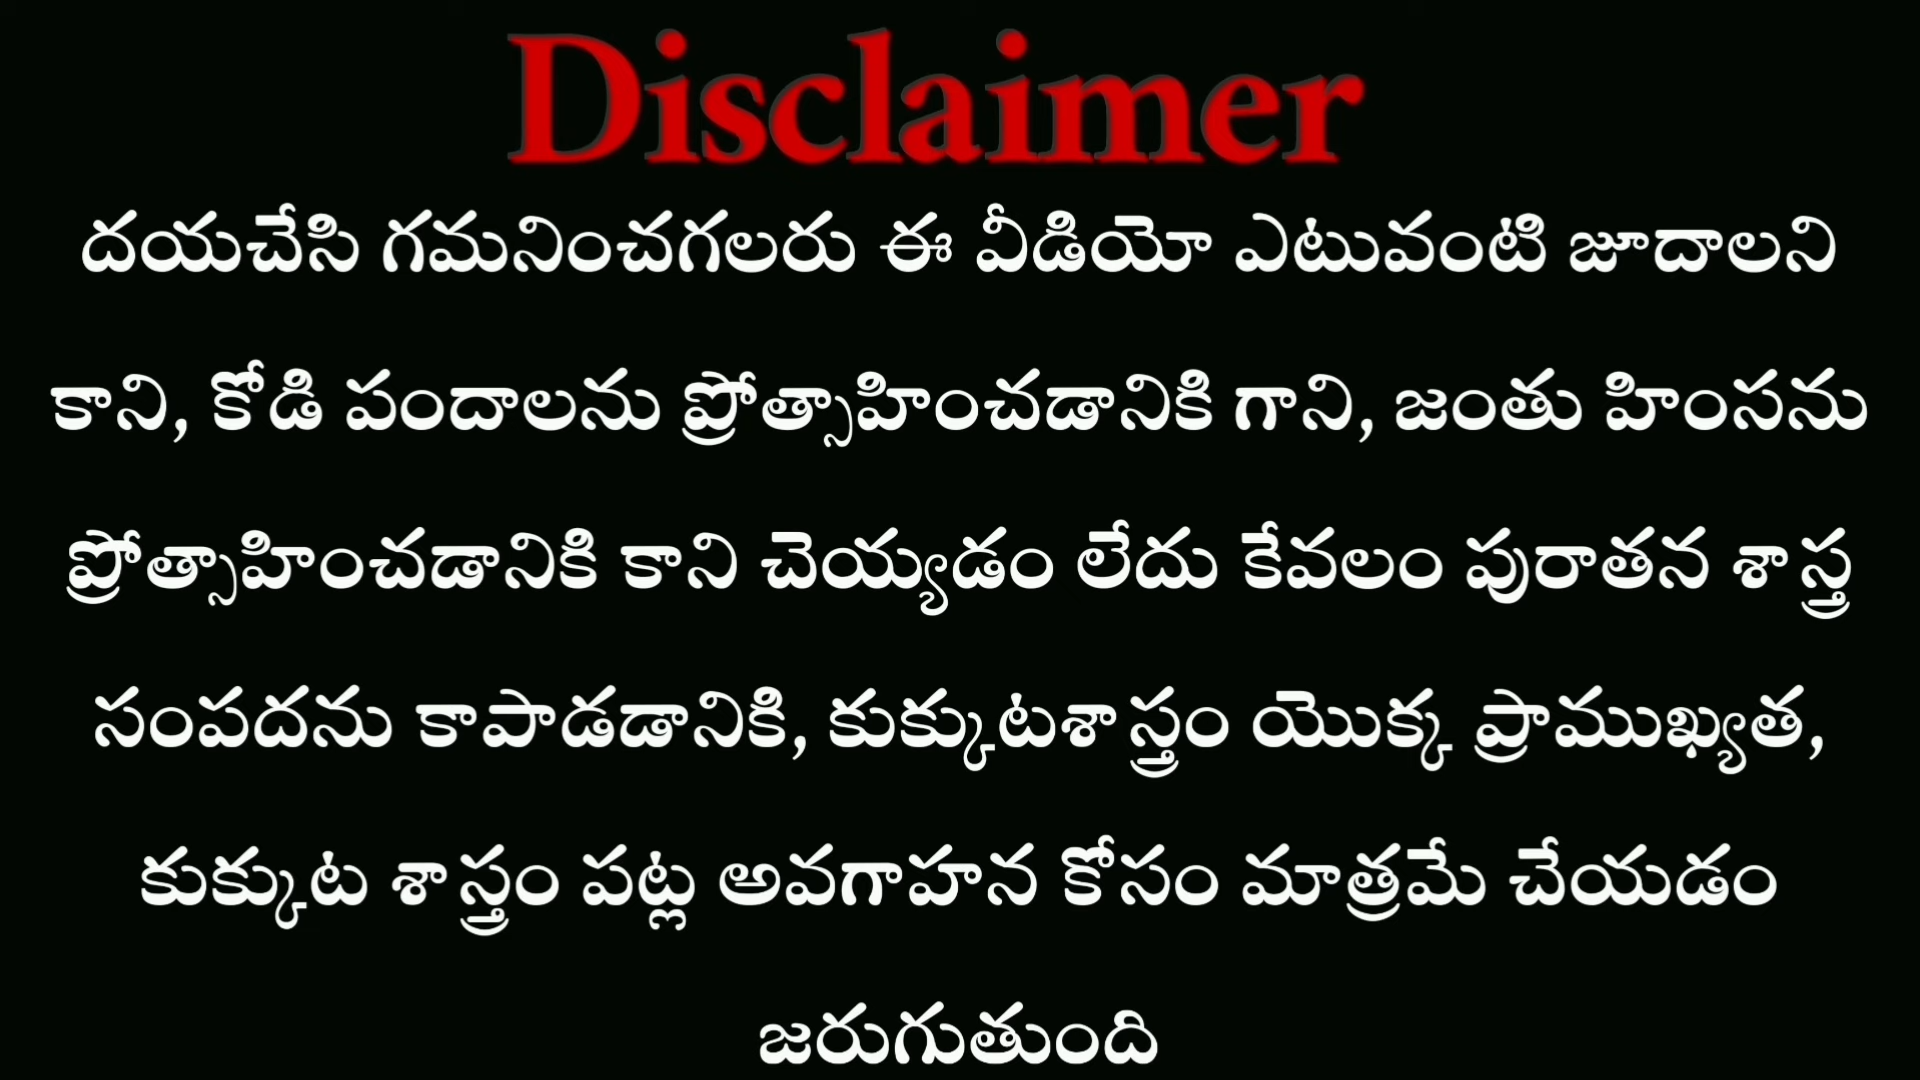 Disclaimer
దయచేసి గమనించగలరు ఈ వీడియో ఎటువంటి జూదాలని
కాని, కోడి పందాలను ప్రోత్సాహించడానికి గాని, జంతు హింసను
ప్రోత్సాహించడానికి కాని చెయ్యడం లేదు కేవలం పురాతన శాస్త్ర
సంపదను కాపాడడానికి, కుక్కుటశాస్త్రం యొక్క ప్రాముఖ్యత,
కుక్కుట శాస్త్రం పట్ల అవగాహన కోసం మాత్రమే చేయడం
జరుగుతుంది